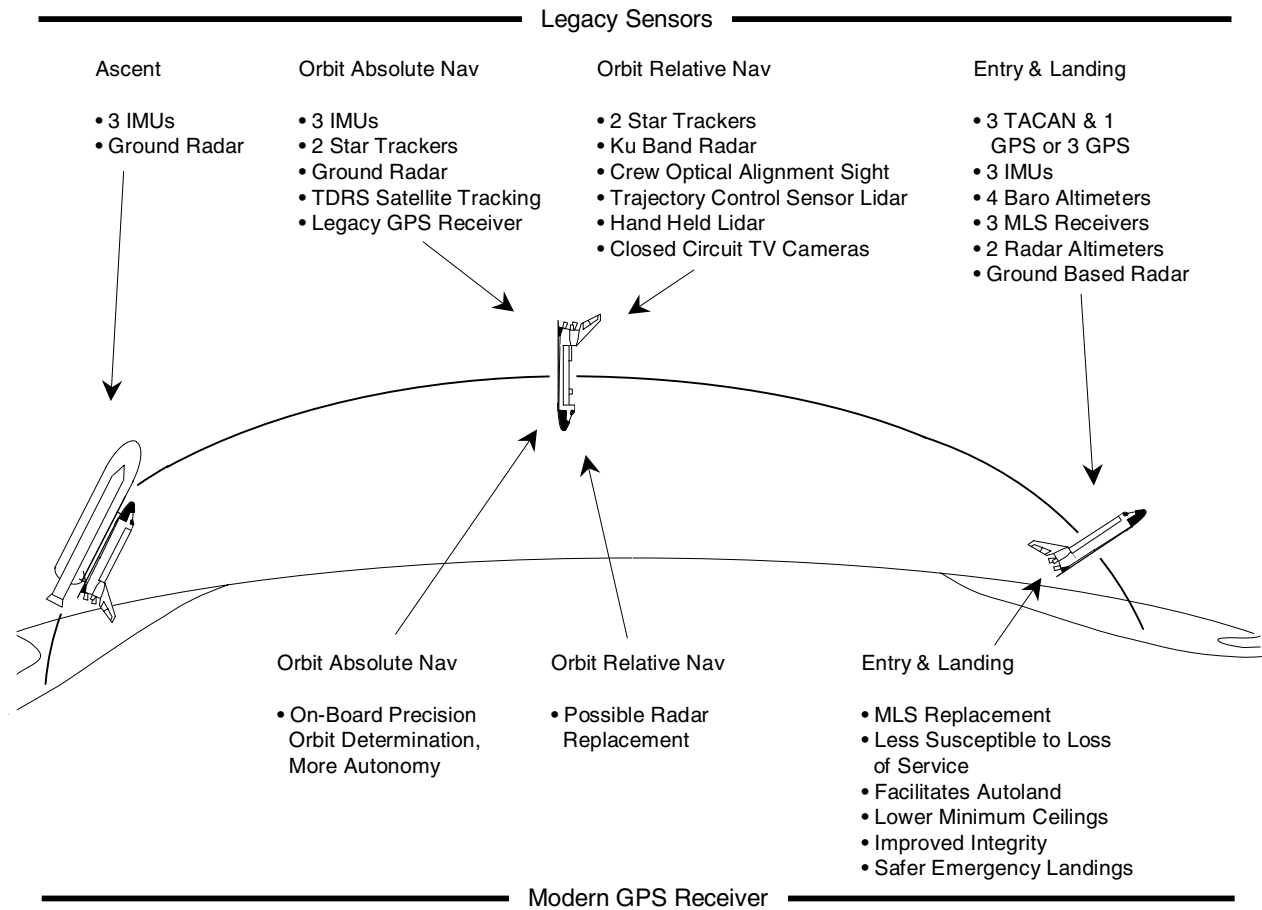 Legacy Sensors
Ascent
• 3 IMUs
• Ground Radar
Orbit Absolute Nav
• 3 IMUs
• 2 Star Trackers
• Ground Radar
• TDRS Satellite Tracking
• Legacy GPS Receiver
Orbit Relative Nav
• 2 Star Trackers
• Ku Band Radar
• Crew Optical Alignment Sight
• Trajectory Control Sensor Lidar
• Hand Held Lidar
• Closed Circuit TV Cameras
Entry & Landing
• 3 TACAN & 1
GPS or 3 GPS
• 3 IMUs
• 4 Baro Altimeters
• 3 MLS Receivers
• 2 Radar Altimeters
• Ground Based Radar
Orbit Absolute Nav
• On-Board Precision
Orbit Determination,
More Autonomy
Orbit Relative Nav
• Possible Radar
Replacement
Entry & Landing
• MLS Replacement
• Less Susceptible to Loss
of Service
• Facilitates Autoland
• Lower Minimum Ceilings
• Improved Integrity
• Safer Emergency Landings
Modern GPS Receiver